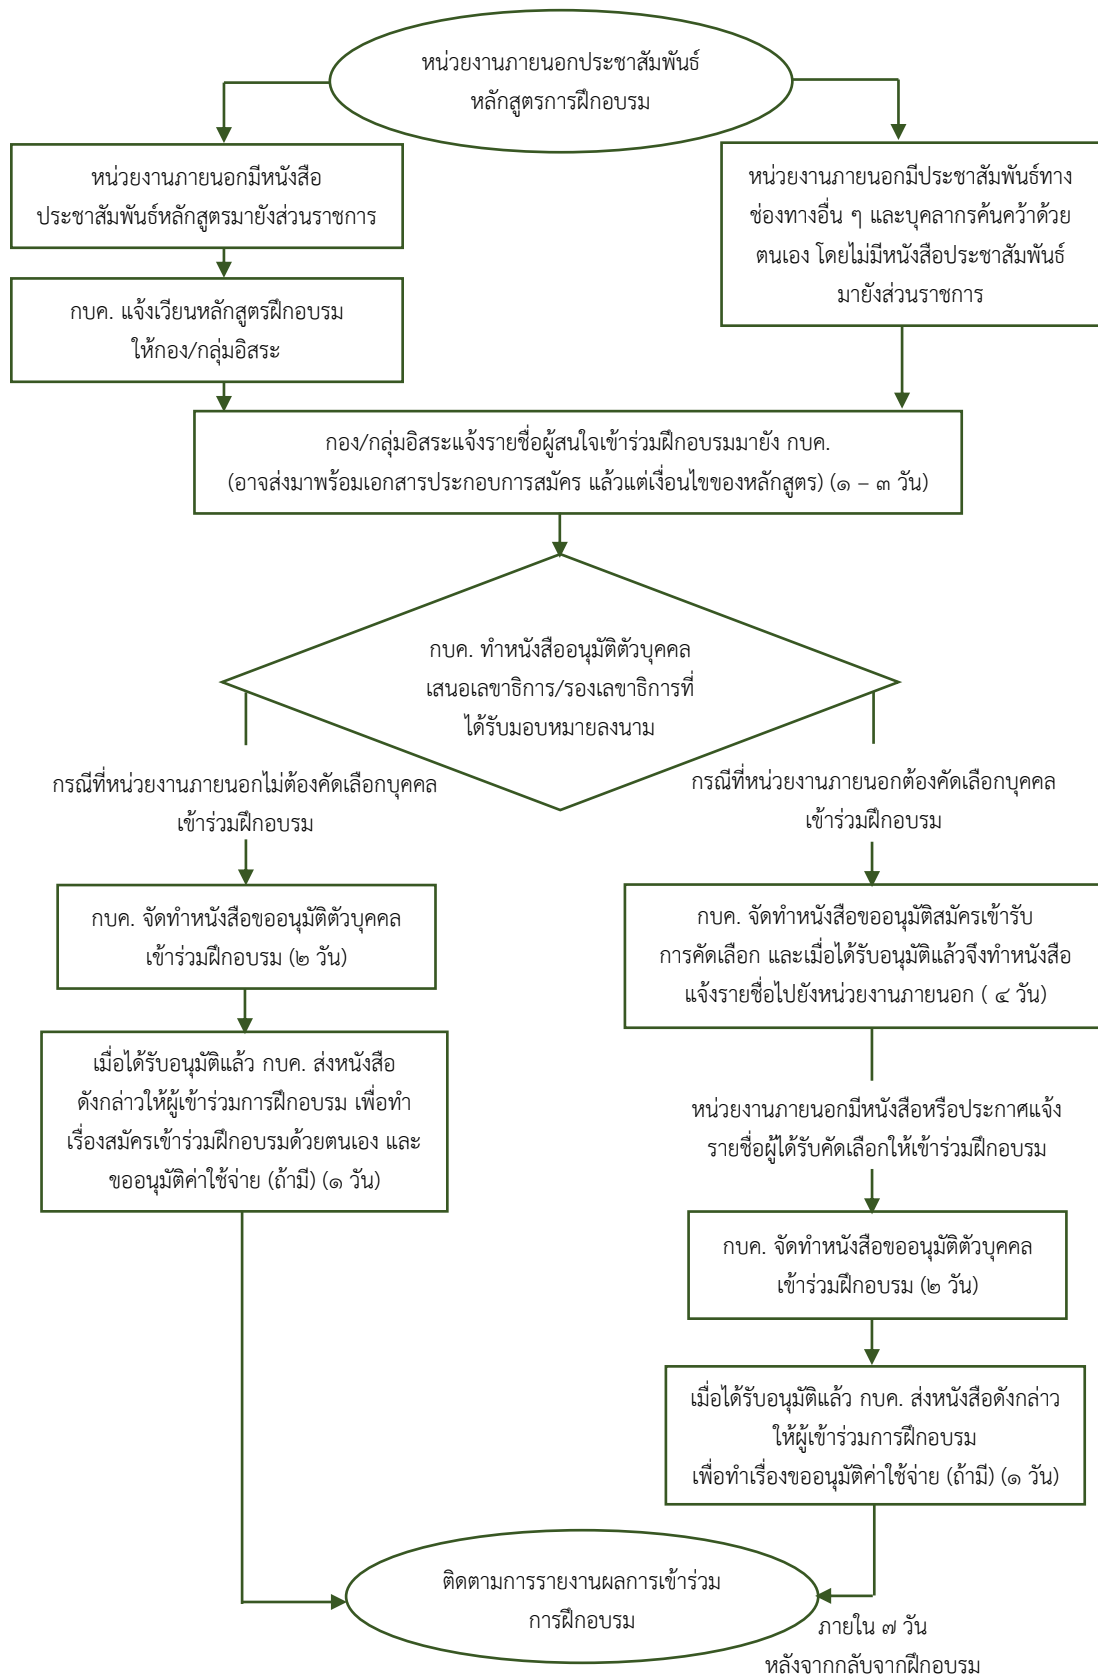 หน่วยงานภายนอกประชาสัมพันธ์
หลักสูตรการฝึกอบรม
หน่วยงานภายนอกมีหนังสือ
ประชาสัมพันธ์หลักสูตรมายังส่วนราชการ
หน่วยงานภายนอกมีประชาสัมพันธ์ทาง
ช่องทางอื่น ๆ และบุคลากรค้นคว้าด้วย
ตนเอง โดยไม่มีหนังสือประชาสัมพันธ์
มายังส่วนราชการ
กบค. แจ้งเวียนหลักสูตรฝึกอบรม
ให้กอง/กลุ่มอิสระ
กอง/กลุ่มอิสระแจ้งรายชื่อผู้สนใจเข้าร่วมฝึกอบรมมายัง กบค.
(อาจส่งมาพร้อมเอกสารประกอบการสมัคร แล้วแต่เงื่อนไขของหลักสูตร) (๑ – ๓ วัน)
กบค. ทำหนังสืออนุมัติตัวบุคคล
เสนอเลขาธิการ/รองเลขาธิการที่
ได้รับมอบหมายลงนาม
กรณีที่หน่วยงานภายนอกไม่ต้องคัดเลือกบุคคล
เข้าร่วมฝึกอบรม
กรณีที่หน่วยงานภายนอกต้องคัดเลือกบุคคล
เข้าร่วมฝึกอบรม
กบค. จัดทำหนังสือขออนุมัติตัวบุคคล
เข้าร่วมฝึกอบรม (๒ วัน)
กบค. จัดทำหนังสือขออนุมัติสมัครเข้ารับ
การคัดเลือก และเมื่อได้รับอนุมัติแล้วจึงทำหนังสือ
แจ้งรายชื่อไปยังหน่วยงานภายนอก ( ๔ วัน)
เมื่อได้รับอนุมัติแล้ว กบค. ส่งหนังสือ
ดังกล่าวให้ผู้เข้าร่วมการฝึกอบรม เพื่อทำ
เรื่องสมัครเข้าร่วมฝึกอบรมด้วยตนเอง และ
ขออนุมัติค่าใช้จ่าย (ถ้ามี) (๑ วัน)
หน่วยงานภายนอกมีหนังสือหรือประกาศแจ้ง
รายชื่อผู้ได้รับคัดเลือกให้เข้าร่วมฝึกอบรม
กบค. จัดทำหนังสือขออนุมัติตัวบุคคล
เข้าร่วมฝึกอบรม (๒ วัน)
เมื่อได้รับอนุมัติแล้ว กบค. ส่งหนังสือดังกล่าว
ให้ผู้เข้าร่วมการฝึกอบรม
เพื่อทำเรื่องขออนุมัติค่าใช้จ่าย (ถ้ามี) (๑ วัน)
ติดตามการรายงานผลการเข้าร่วม
การฝึกอบรม
ภายใน ๗ วัน
หลังจากกลับจากฝึกอบรม